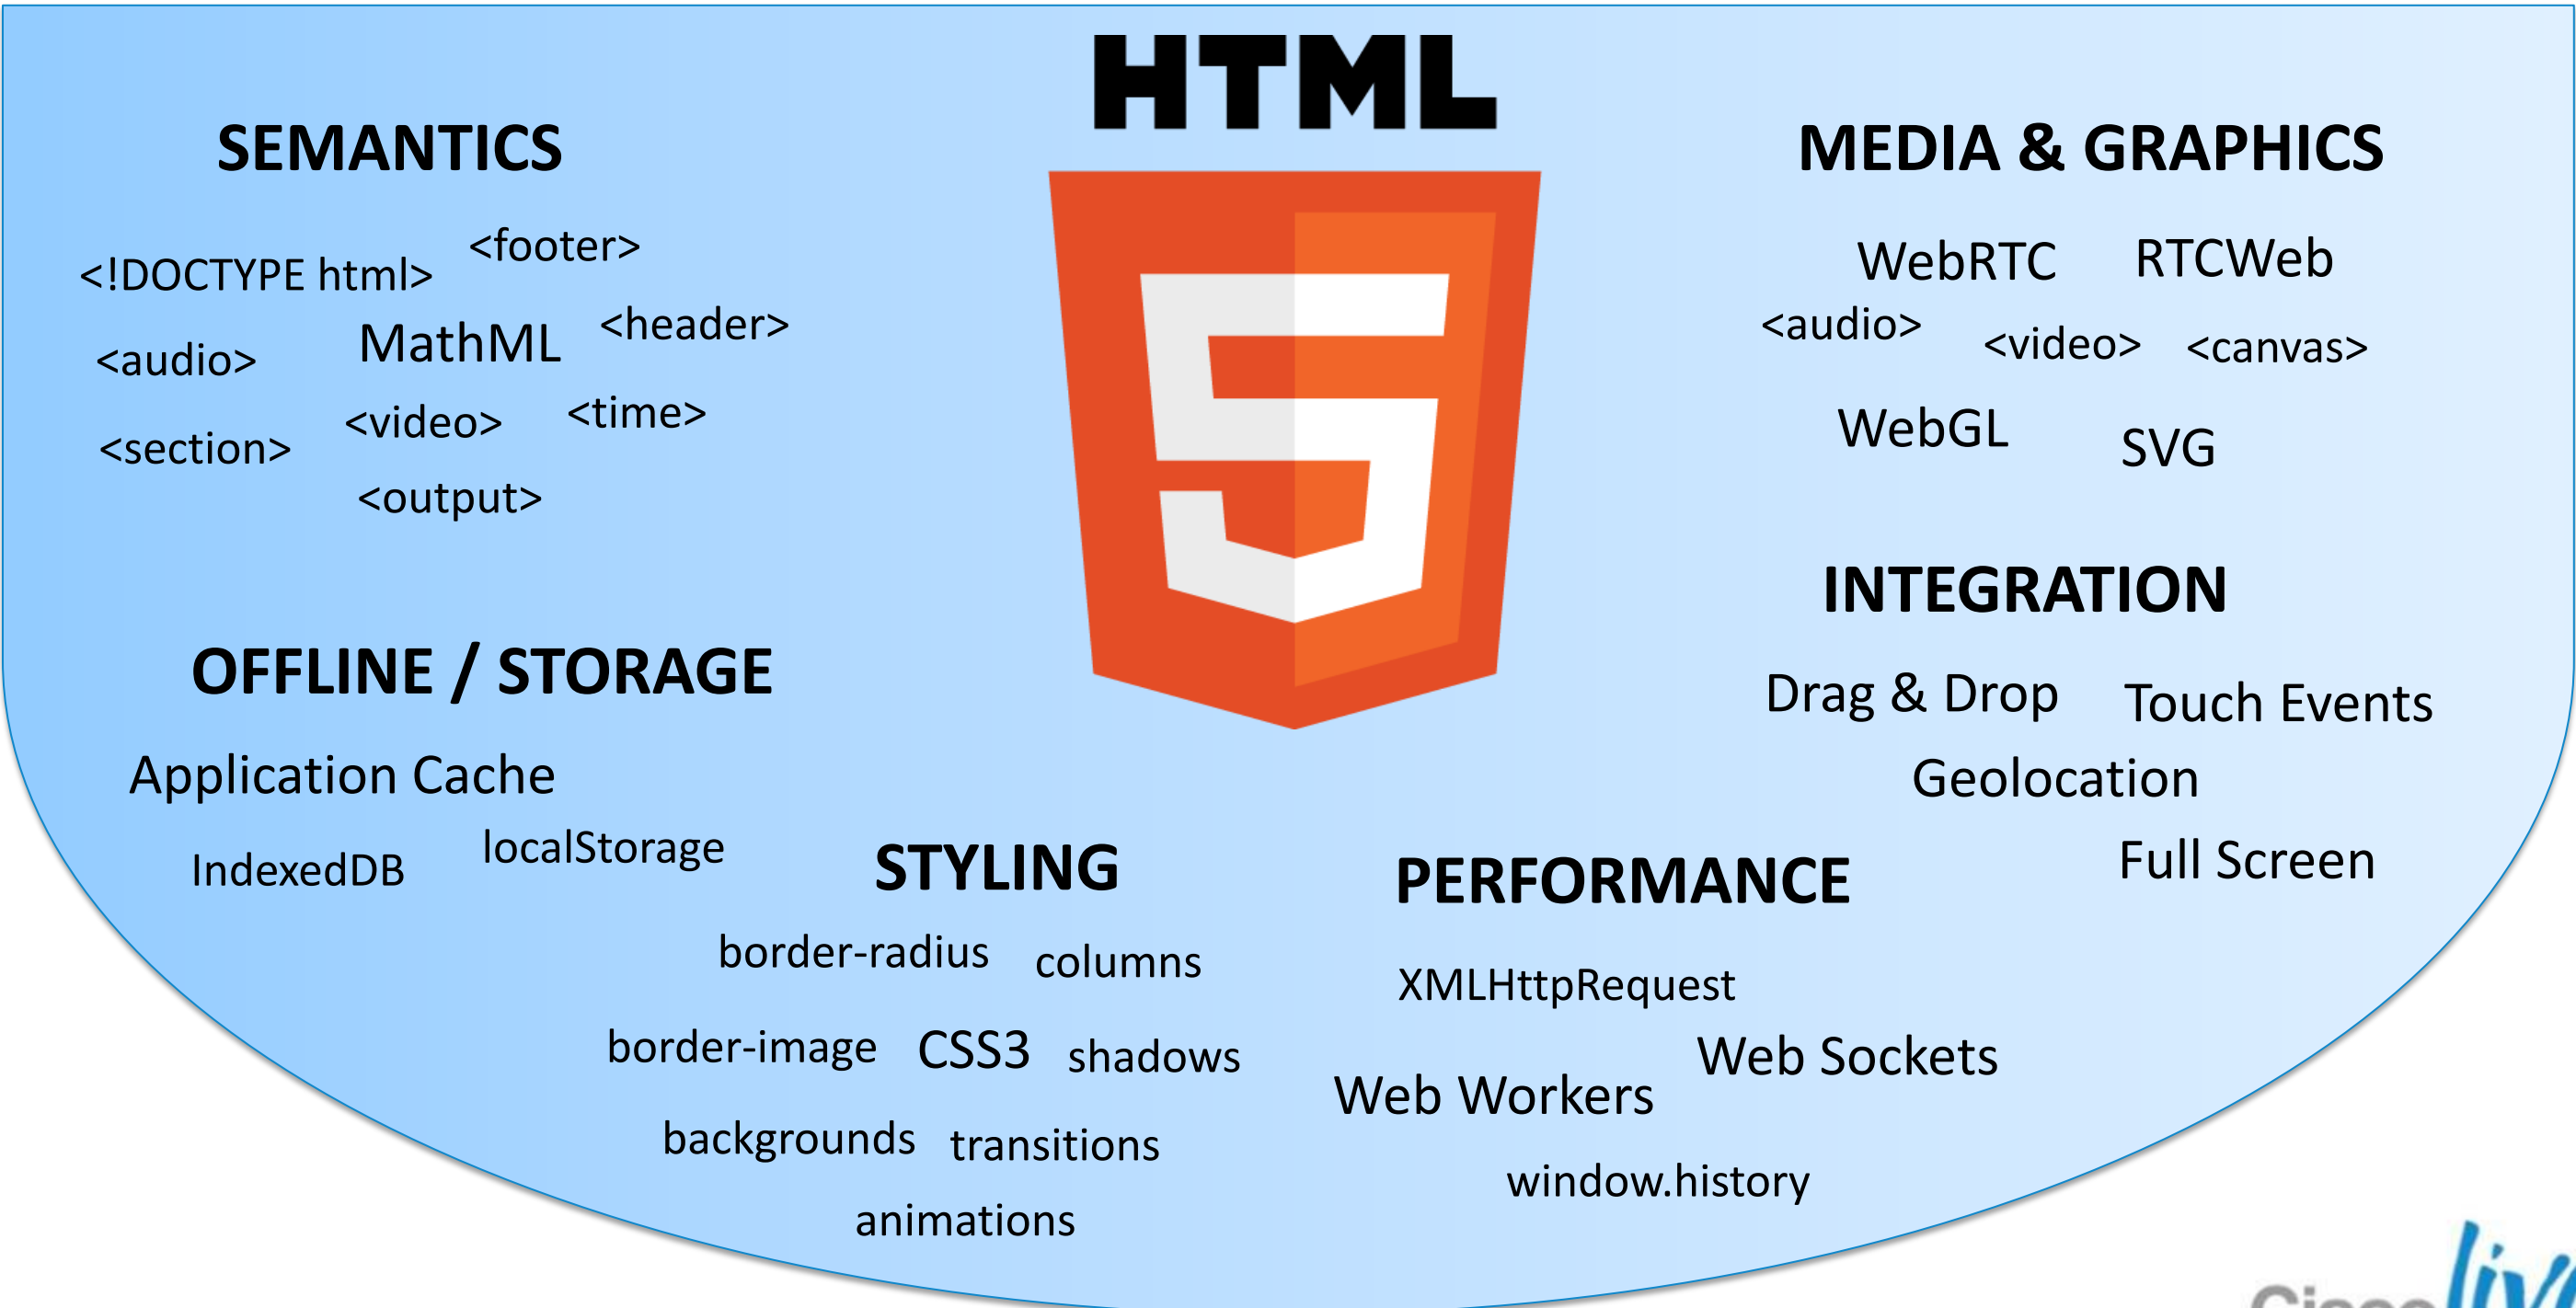 HTML
5
SEMANTICS
<!DOCTYPE html> <footer>
<audio> MathML <header>
<section> <video> <time>
<output>
MEDIA & GRAPHICS
WebRTC RTCWeb
<audio> <video> <canvas>
WebGL SVG
INTEGRATION
Drag & Drop Touch Events
Geolocation
Full Screen
OFFLINE / STORAGE
Application Cache
IndexedDB localStorage
STYLING
border-radius columns
border-image CSS3 shadows
backgrounds transitions
animations
PERFORMANCE
XMLHttpRequest
Web Workers Web Sockets
window.history